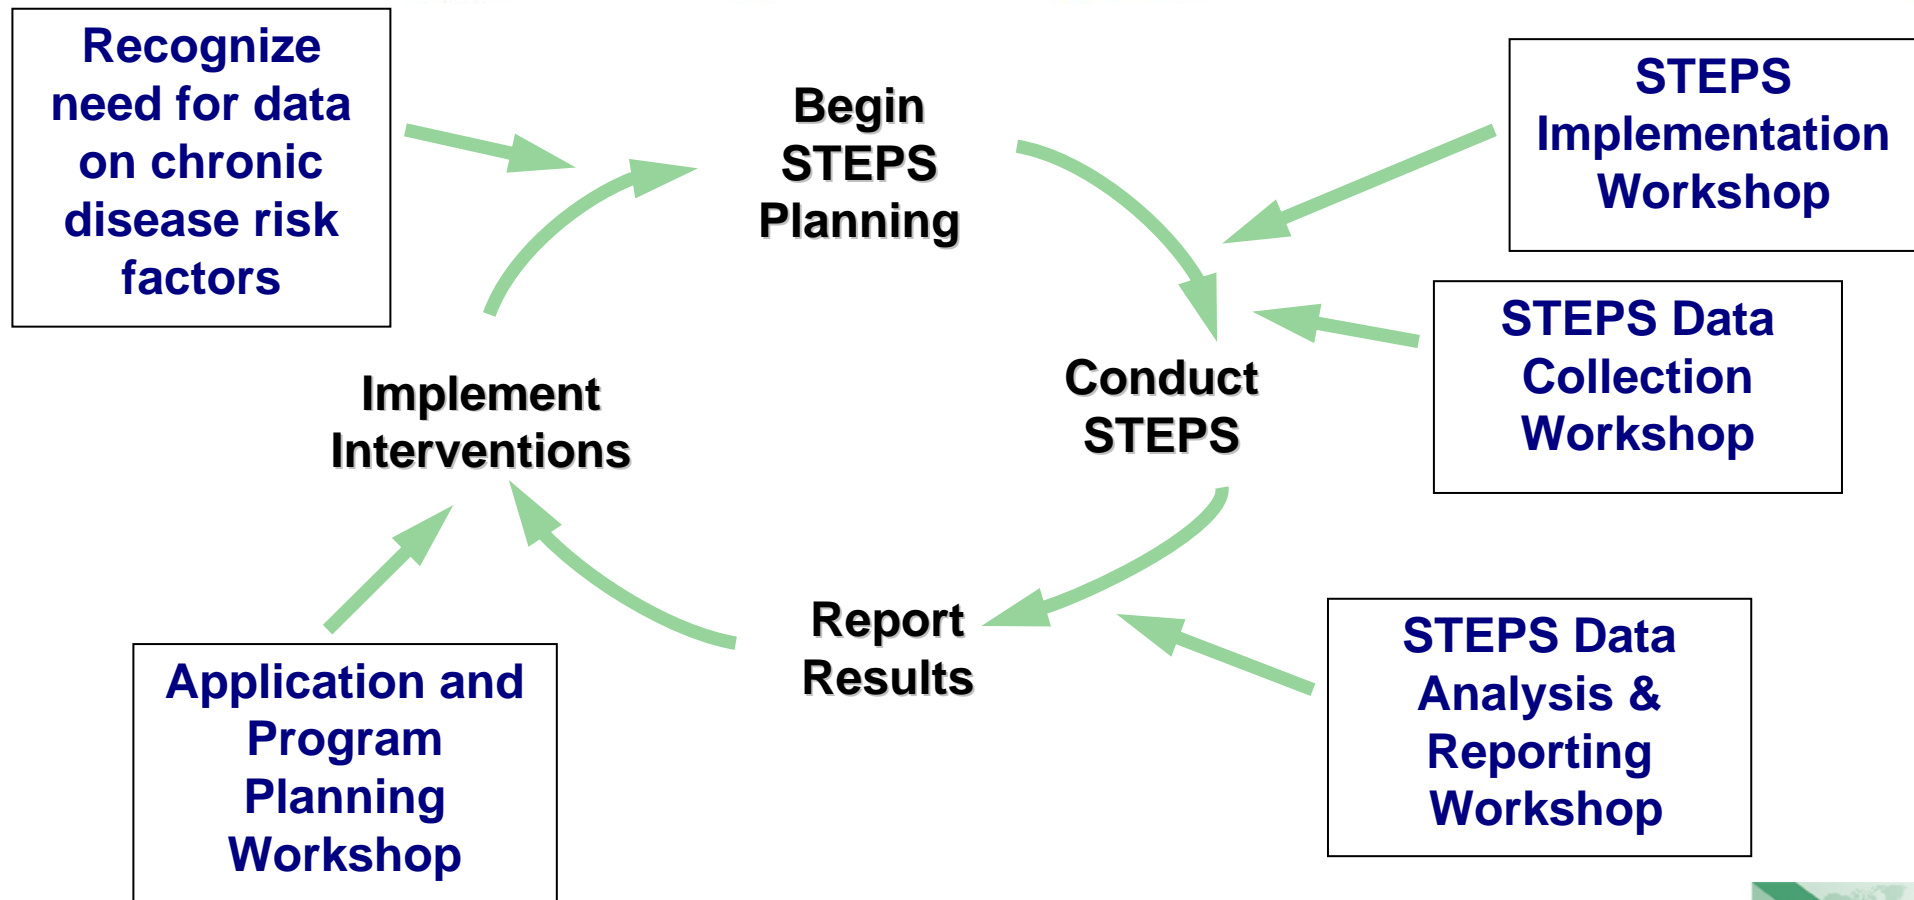 Recognize
need for data
on chronic
disease risk
factors
Begin
STEPS
Planning
STEPS
Implementation
Workshop
STEPS Data
Collection
Workshop
Conduct
STEPS
Implement
Interventions
Report
Results
STEPS Data
Analysis &
Reporting
Workshop
Application and
Program
Planning
Workshop